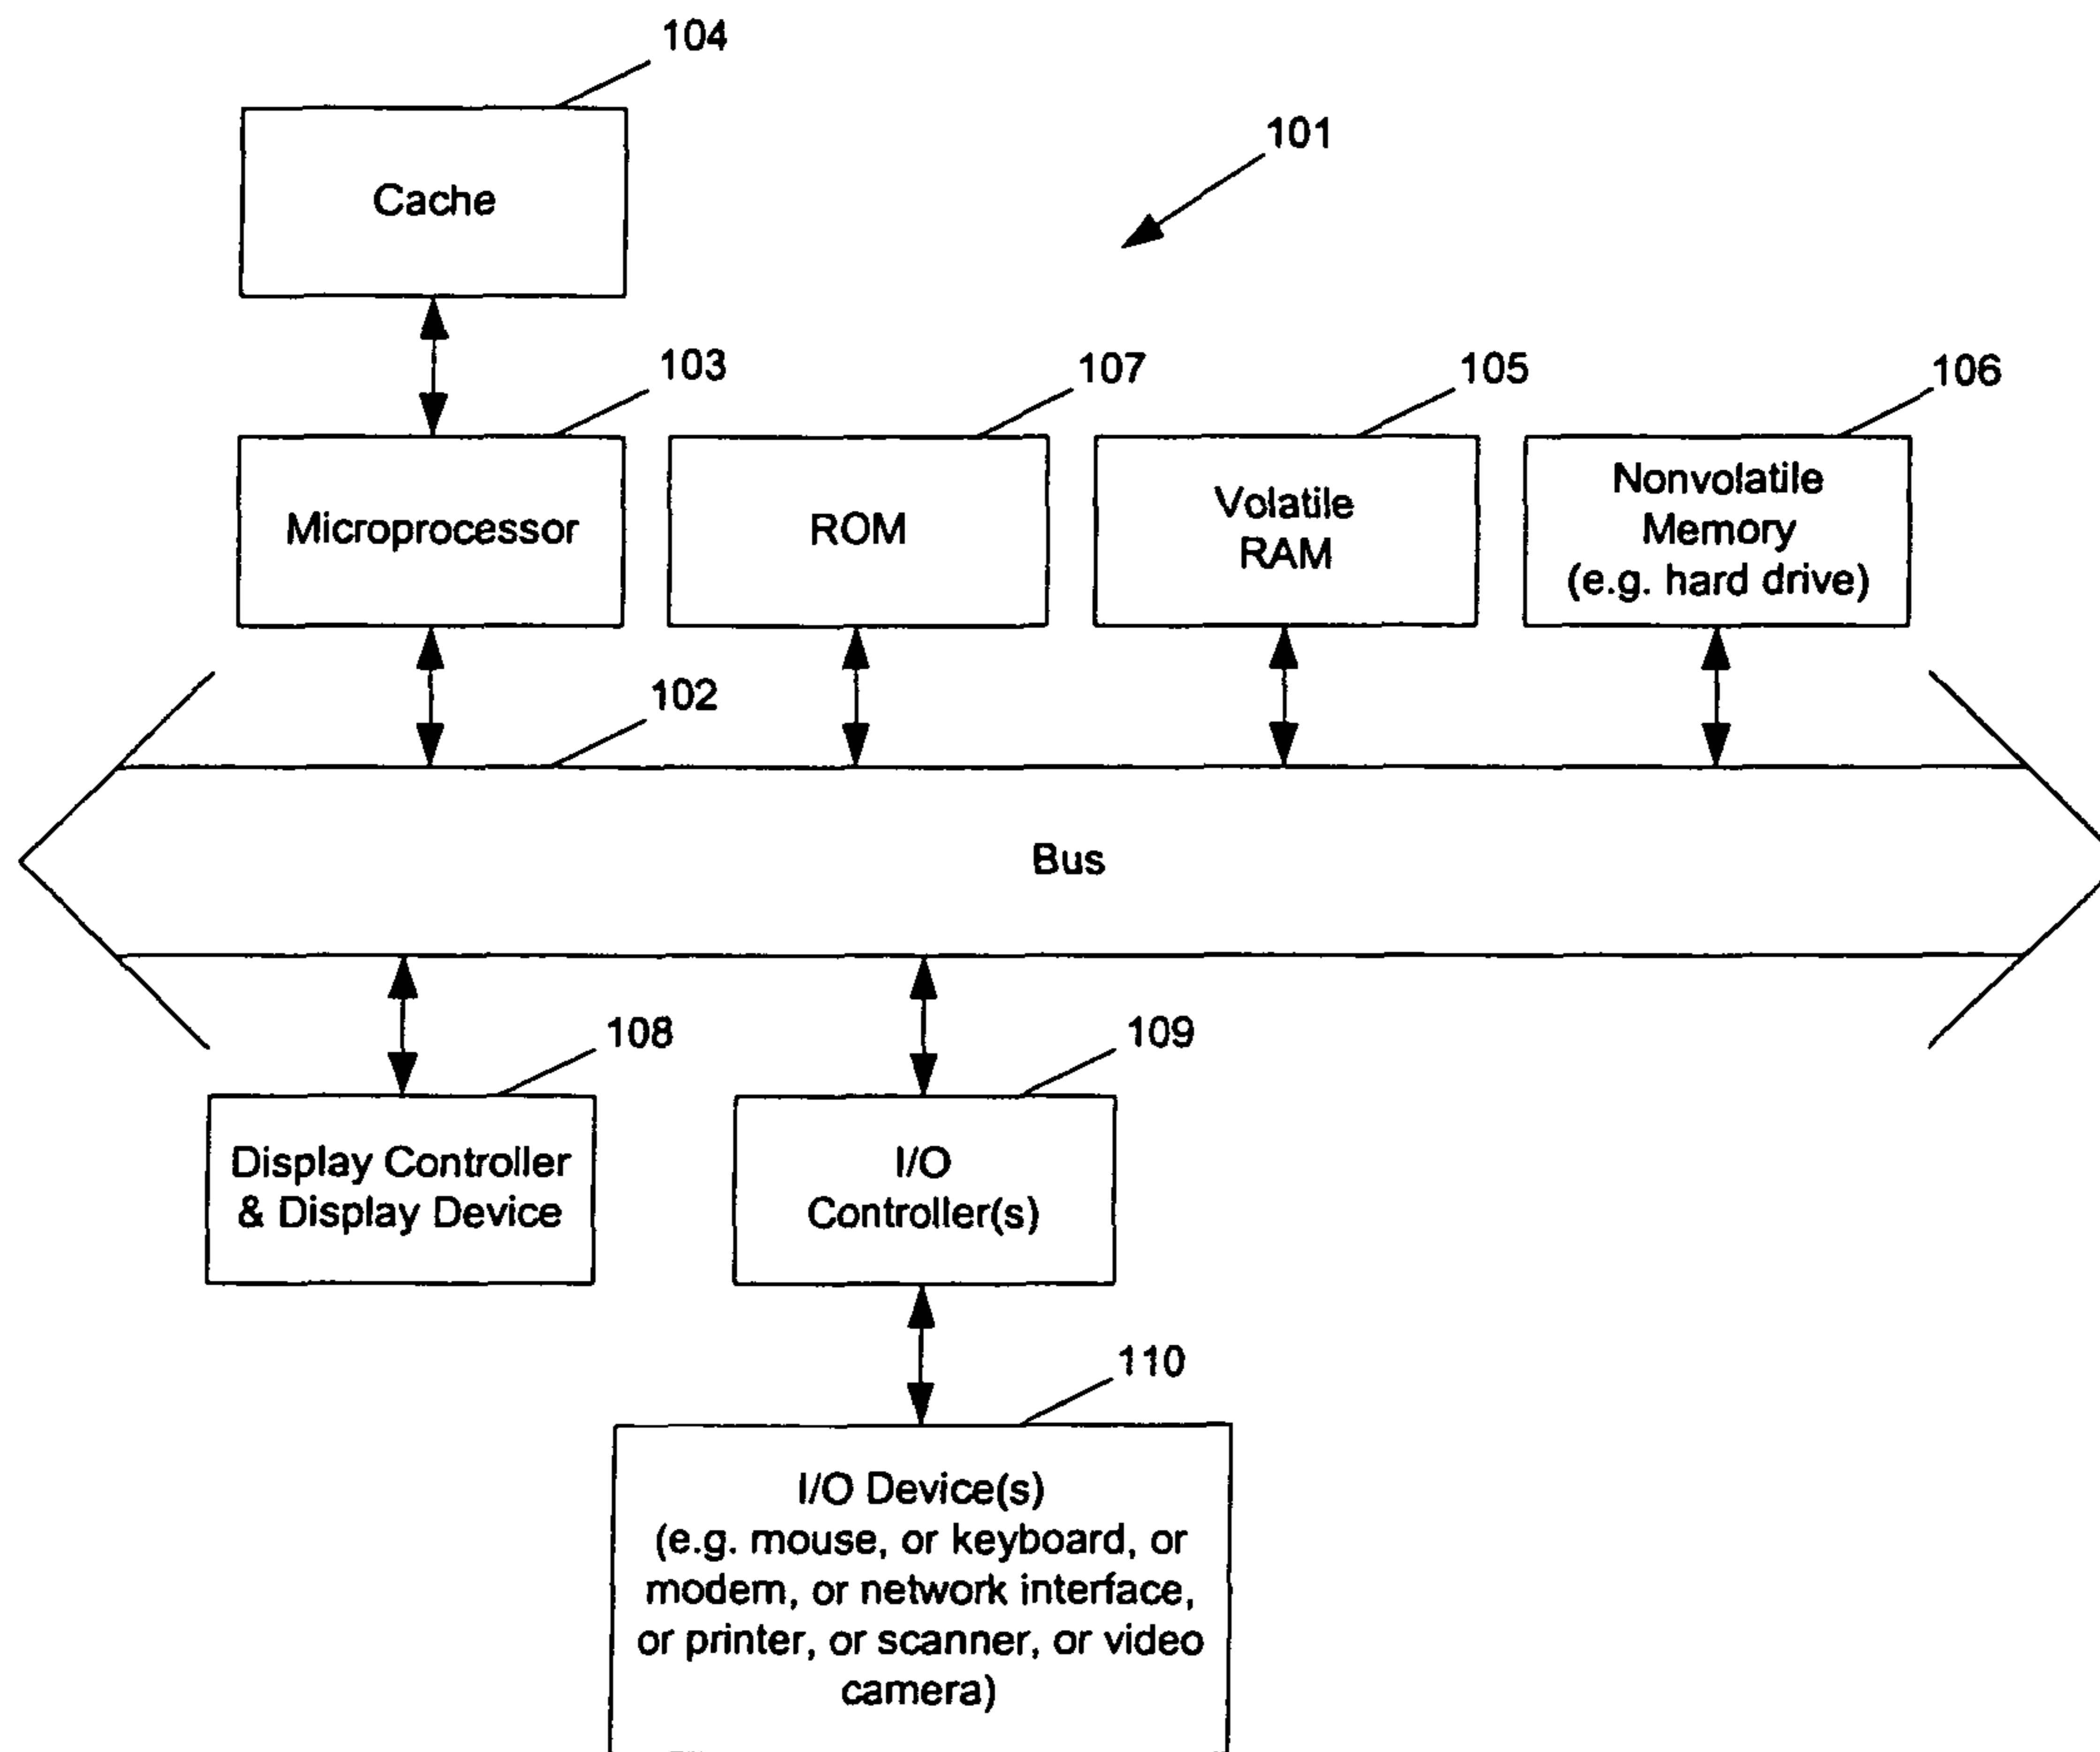 104
101
Cache
103
107
105
106
Microprocessor
ROM
Volatile
RAM
Nonvolatile
Memory
(e.g. hard drive)
102
Bus
108
109
Display Controller
& Display Device
I/O
Controller(s)
110
I/O Device(s)
(e.g. mouse, or keyboard, or
modem, or network interface,
or printer, or scanner, or video
camera)